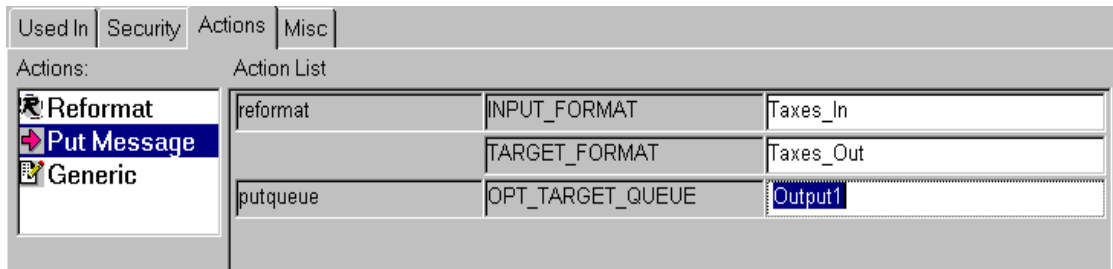 Used In Security Actions Misc
Actions: Action List
Reformat reformat INPUT_FORMAT Taxes_In
Put Message TARGET_FORMAT Taxes_Out
Generic putqueue OPT_TARGET_QUEUE Output1